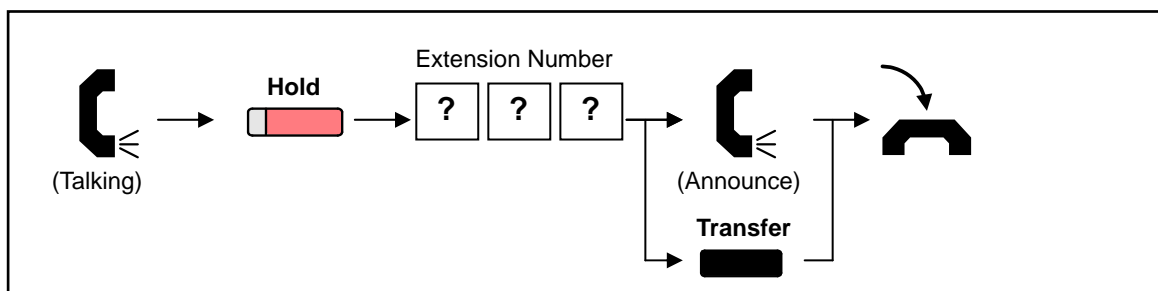 Extension Number
Hold
? ? ?
(Talking)
(Announce)
Transfer